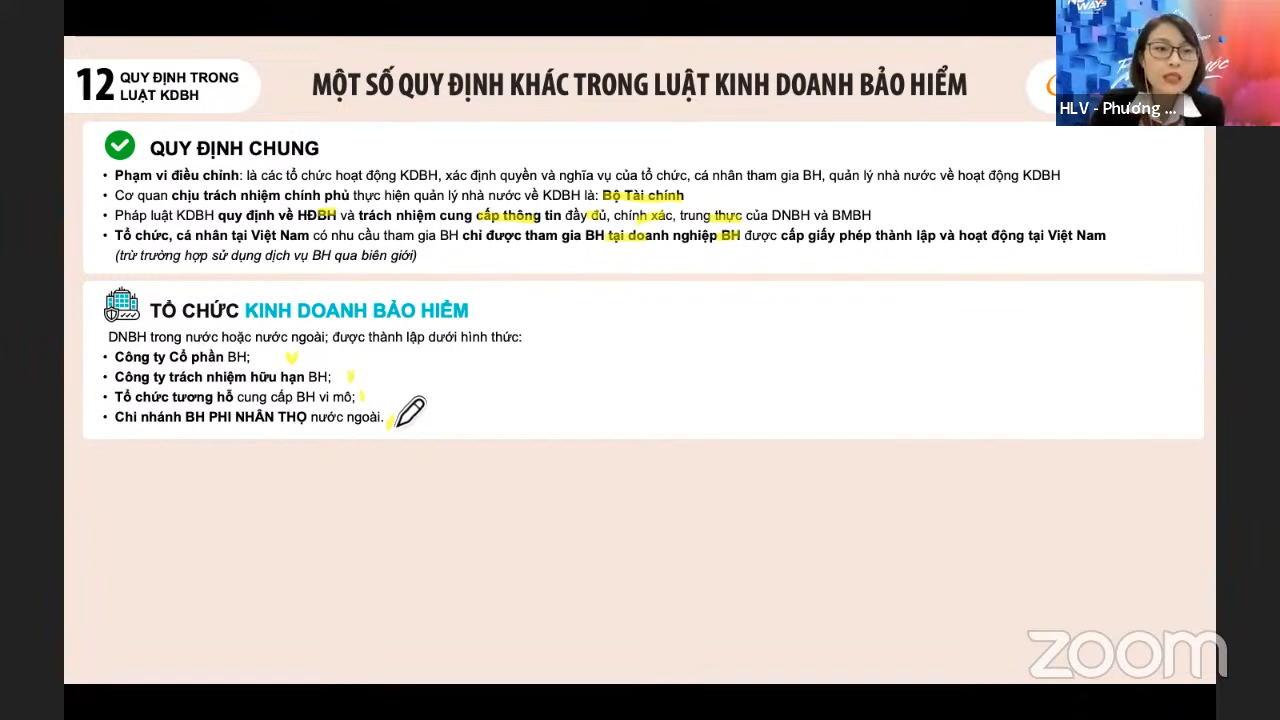 12 QUY ĐỊNH TRONG
LUẬT KDBH
MỘT SỐ QUY ĐỊNH KHÁC TRONG LUẬT KINH DOANH BẢO HIỂM
HLV - Phương ...
QUY ĐỊNH CHUNG
• Phạm vi điều chỉnh: là các tổ chức hoạt động KDBH, xác định quyền và nghĩa vụ của tổ chức, cá nhân tham gia BH, quản lý nhà nước về hoạt động KDBH
• Cơ quan chịu trách nhiệm chính phủ thực hiện quản lý nhà nước về KDBH là: Bộ Tài chính
• Pháp luật KDBH quy định về HĐBH và trách nhiệm cung cấp thông tin đầy đủ, chính xác, trung thực của DNBH và BMBH
• Tổ chức, cá nhân tại Việt Nam có nhu cầu tham gia BH chỉ được tham gia BH tại doanh nghiệp BH được cấp giấy phép thành lập và hoạt động tại Việt Nam
(trừ trường hợp sử dụng dịch vụ BH qua biên giới)
TỔ CHỨC KINH DOANH BẢO HIỂM
DNBH trong nước hoặc nước ngoài; được thành lập dưới hình thức:
• Công ty Cổ phần BH;
• Công ty trách nhiệm hữu hạn BH;
• Tổ chức tương hỗ cung cấp BH vi mô;
• Chi nhánh BH PHI NHÂN THỌ nước ngoài.
zoom